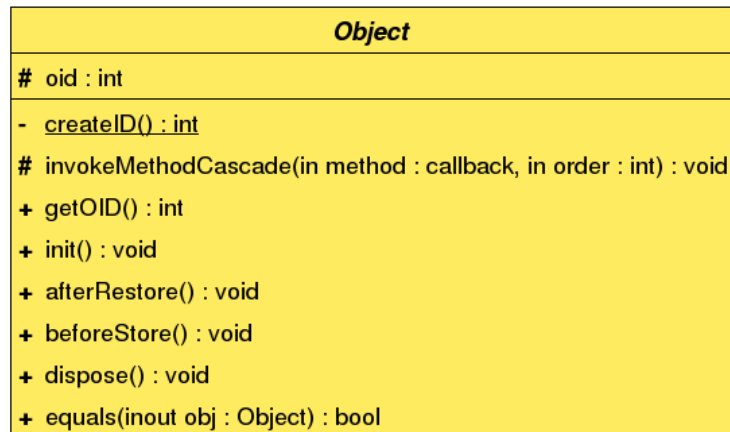 Object
# oid : int
- createID() : int
# invokeMethodCascade(in method : callback, in order : int) : void
+ getOID() : int
+ init() : void
+ afterRestore() : void
+ beforeStore() : void
+ dispose() : void
+ equals(inout obj : Object) : bool